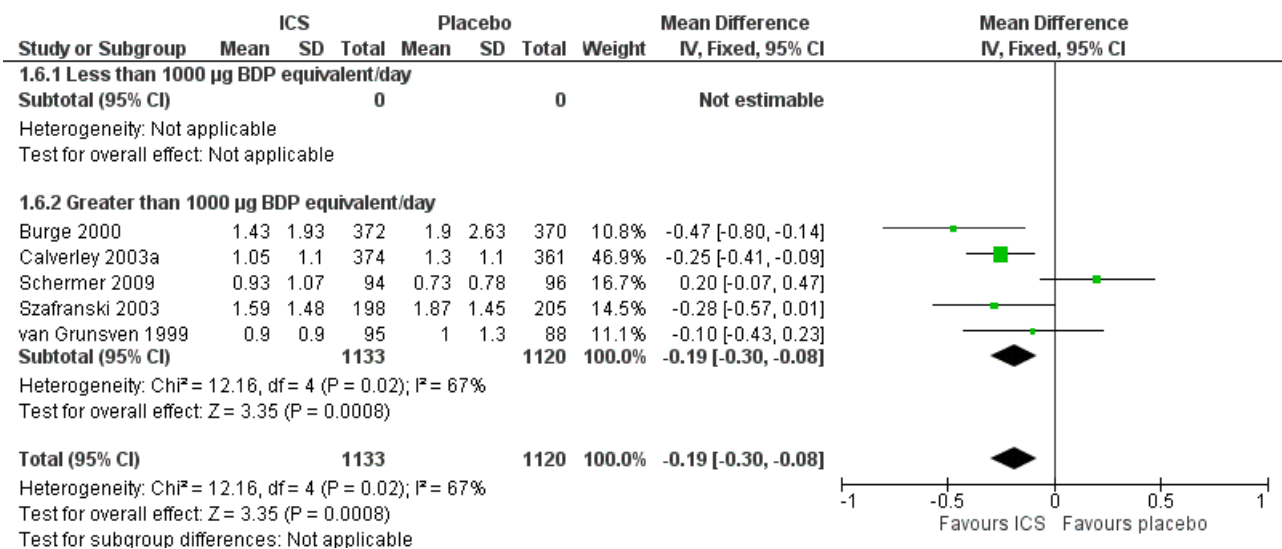 ICS Placebo Mean Difference Mean Difference
Study or Subgroup Mean SD Total Mean SD Total Weight IV, Fixed, 95% CI IV, Fixed, 95% CI
1.6.1 Less than 1000 µg BDP equivalent/day
Subtotal (95% CI) 0 0 Not estimable
Heterogeneity: Not applicable
Test for overall effect: Not applicable
1.6.2 Greater than 1000 µg BDP equivalent/day
Burge 2000 1.43 1.93 372 1.9 2.63 370 10.8% -0.47 [-0.80, -0.14]
Calverley 2003a 1.05 1.1 374 1.3 1.1 361 46.9% -0.25 [-0.41, -0.09]
Schermer 2009 0.93 1.07 94 0.73 0.78 96 16.7% 0.20 [-0.07, 0.47]
Szafranski 2003 1.59 1.48 198 1.87 1.45 205 14.5% -0.28 [-0.57, 0.01]
van Grunsven 1999 0.9 0.9 95 1 1.3 88 11.1% -0.10 [-0.43, 0.23]
Subtotal (95% CI) 1133 1120 100.0% -0.19 [-0.30, -0.08]
Heterogeneity: Chi² = 12.16, df = 4 (P = 0.02); I² = 67%
Test for overall effect: Z = 3.35 (P = 0.0008)
Total (95% CI) 1133 1120 100.0% -0.19 [-0.30, -0.08]
Heterogeneity: Chi² = 12.16, df = 4 (P = 0.02); I² = 67%
Test for overall effect: Z = 3.35 (P = 0.0008)
Test for subgroup differences: Not applicable
-1 -0.5 0 0.5 1
Favours ICS Favours placebo